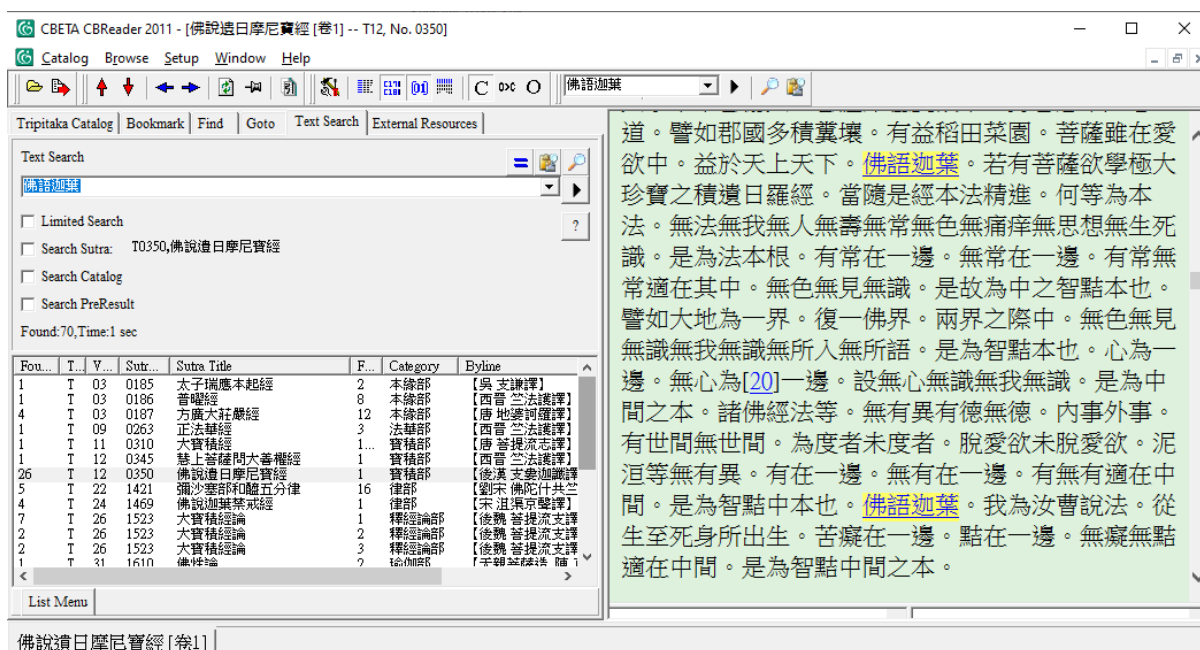 CBETA CBReader 2011 - [佛說遺日摩尼寶經 [卷1] -- T12, No. 0350]
Catalog Browse Setup Window Help
C O 佛語迦葉
Tripitaka Catalog Bookmark Find Goto Text Search External Resources
Text Search
佛語迦葉
Limited Search
?
Search Sutra: T0350,佛說遺日摩尼寶經
Search Catalog
Search PreResult
Found:70,Time:1 sec
Fou... T... V... Sutr... Sutra Title F... Category Byline
1 T 03 0185 太子瑞應本起經 2 本緣部 【吳 支謙譯】
1 T 03 0186 普曜經 8 本緣部 【西晉 竺法護譯】
4 T 03 0187 方廣大莊嚴經 12 本緣部 【唐 地婆訶羅譯】
1 T 09 0263 正法華經 3 法華部 【西晉 竺法護譯】
1 T 11 0310 大寶積經 1... 寶積部 【唐 菩提流志譯】
1 T 12 0345 慧上菩薩問大善權經 1 寶積部 【西晉 竺法護譯】
26 T 12 0350 佛說遺日摩尼寶經 1 寶積部 【後漢 支婁迦讖譯
5 T 22 1421 彌沙塞部和醯五分律 16 律部 【劉宋 佛陀什共竺
4 T 24 1469 佛說迦葉禁戒經 1 律部 【宋 沮渠京聲譯】
7 T 26 1523 大寶積經論 1 釋經論部 【後魏 菩提流支譯
2 T 26 1523 大寶積經論 2 釋經論部 【後魏 菩提流支譯
2 T 26 1523 大寶積經論 3 釋經論部 【後魏 菩提流支譯
1 T 31 1610 佛性論 2 瑜伽部
List Menu
佛說遺日摩尼寶經 [卷1]
道。譬如郡國多積糞壤。有益稻田菜園。菩薩雖在愛
欲中。益於天上天下。佛語迦葉。若有菩薩欲學極大
珍寶之積遺日羅經。當隨是經本法精進。何等為本
法。無法無我無人無壽無常無色無痛痒無思想無生死
識。是為法本根。有常在一邊。無常在一邊。有常無
常適在其中。無色無見無識。是故為中之智黠本也。
譬如大地為一界。復一佛界。兩界之際中。無色無見
無識無我無識無所入無所語。是為智黠本也。心為一
邊。無心為[20]一邊。設無心無識無我無識。是為中
間之本。諸佛經法等。無有異有德無德。內事外事。
有世間無世間。為度者未度者。脫愛欲未脫愛欲。泥
洹等無有異。有在一邊。無有在一邊。有無有適在中
間。是為智黠中本也。佛語迦葉。我為汝曹說法。從
生至死身所出生。苦癡在一邊。黠在一邊。無癡無黠
適在中間。是為智黠中間之本。